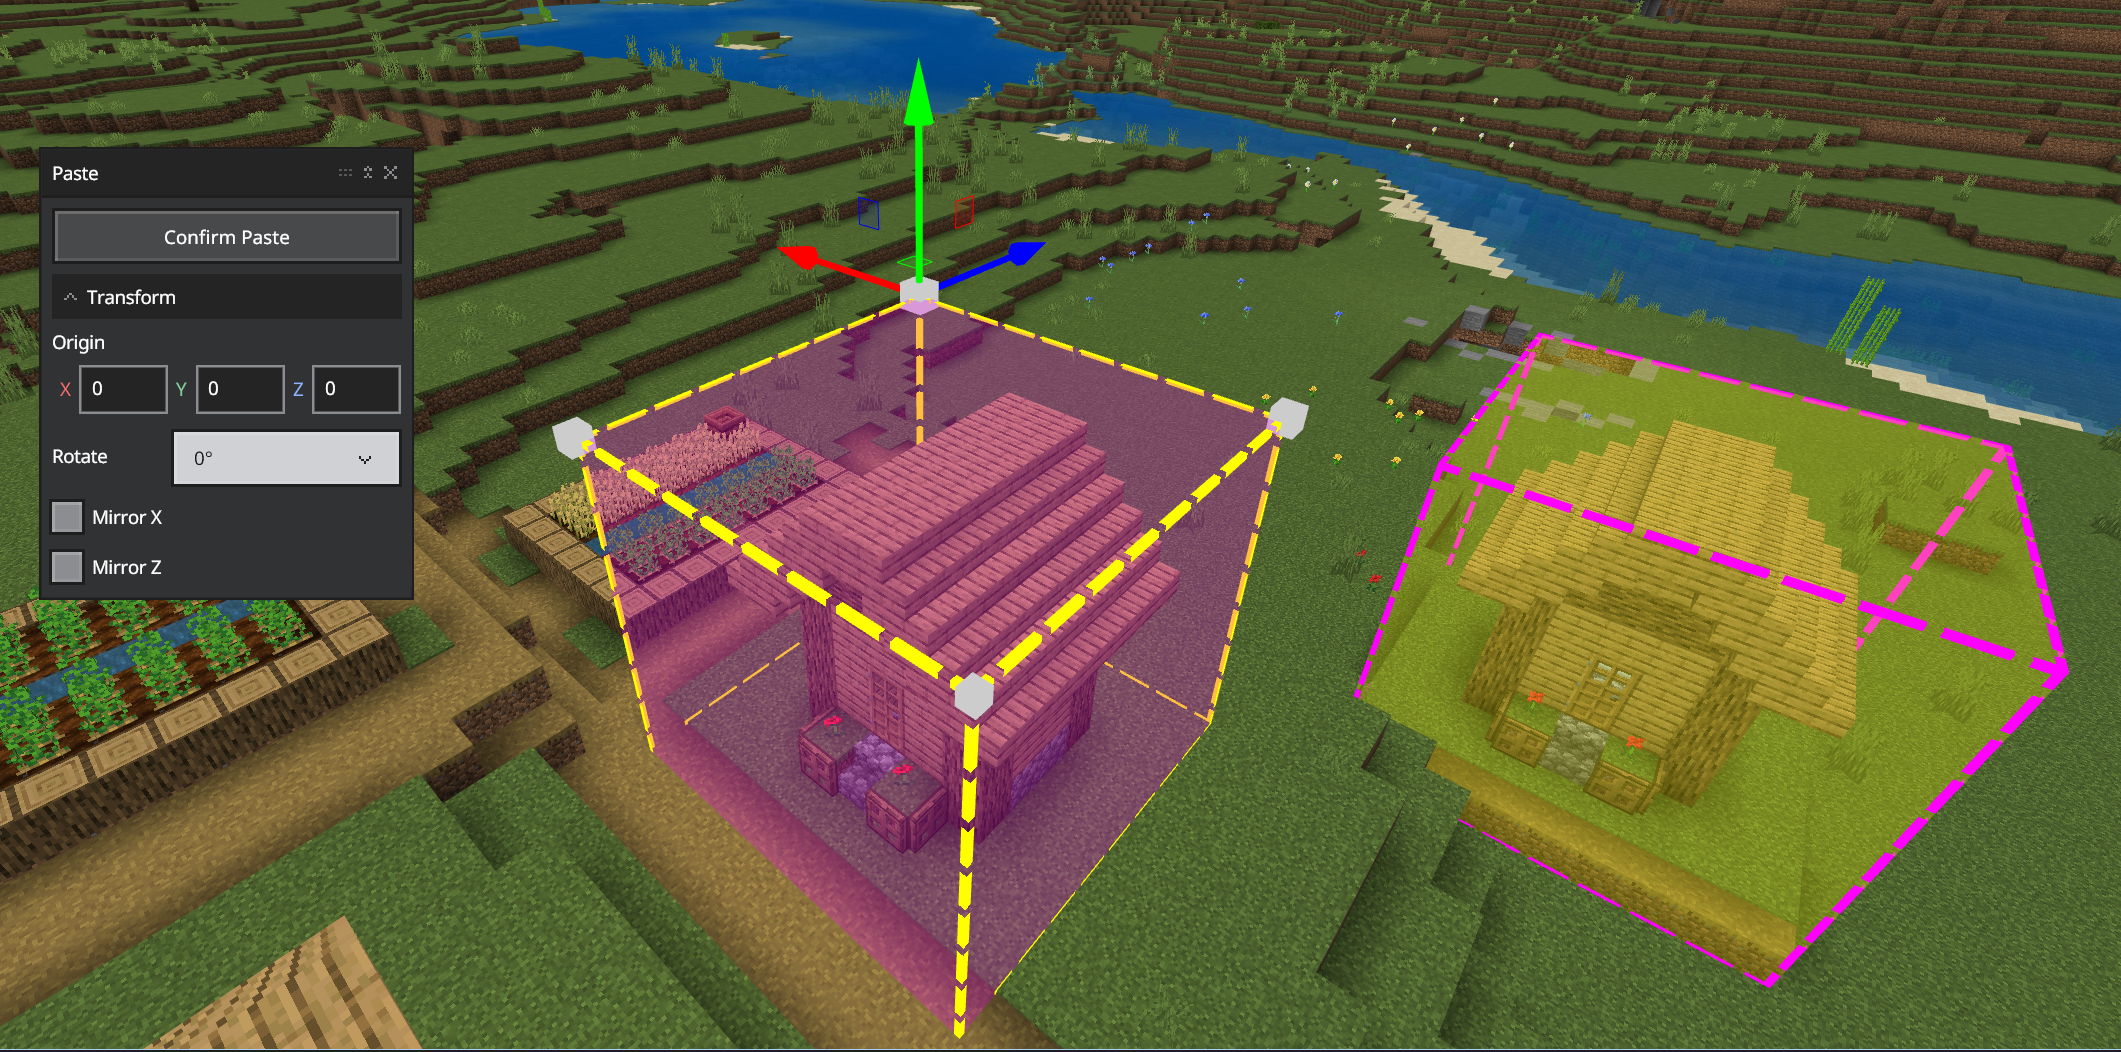 Paste
Confirm Paste
Transform
Origin
X 0 Y 0 Z 0
Rotate 0°
Mirror X
Mirror Z